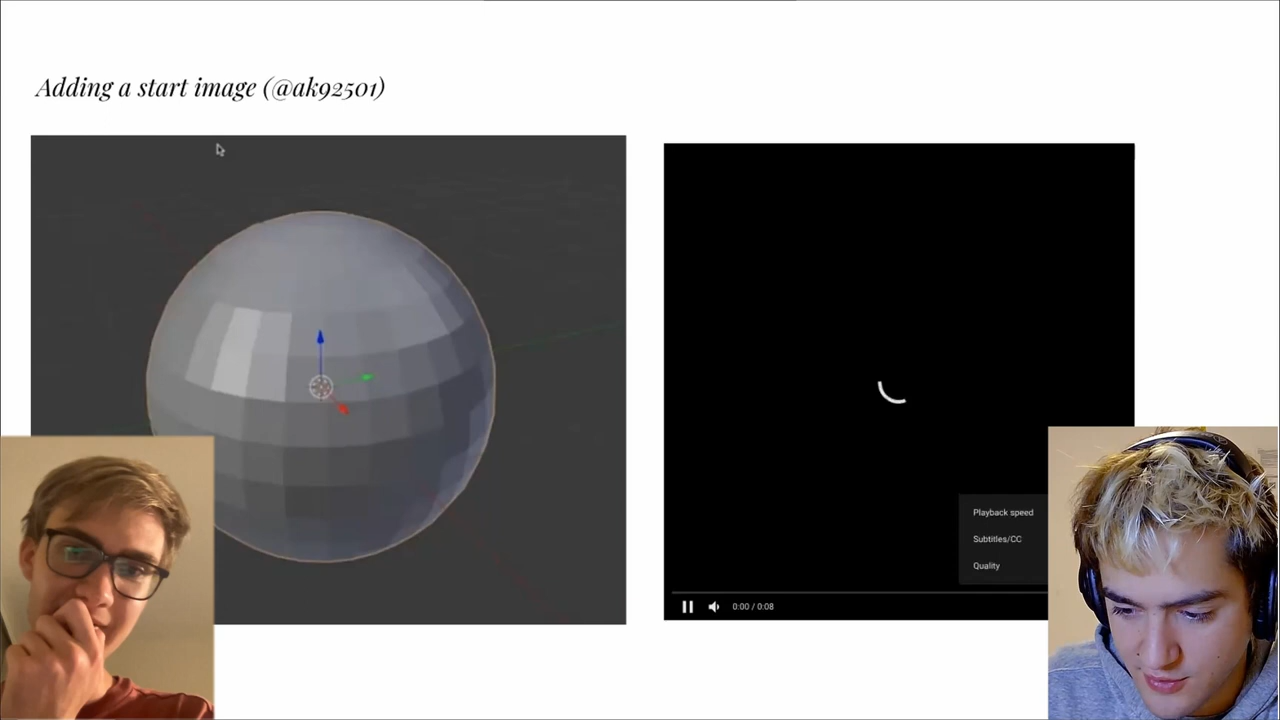 Adding a start image (@ak92501)
Playback speed
Subtitles/CC
Quality
0:00 / 0:08